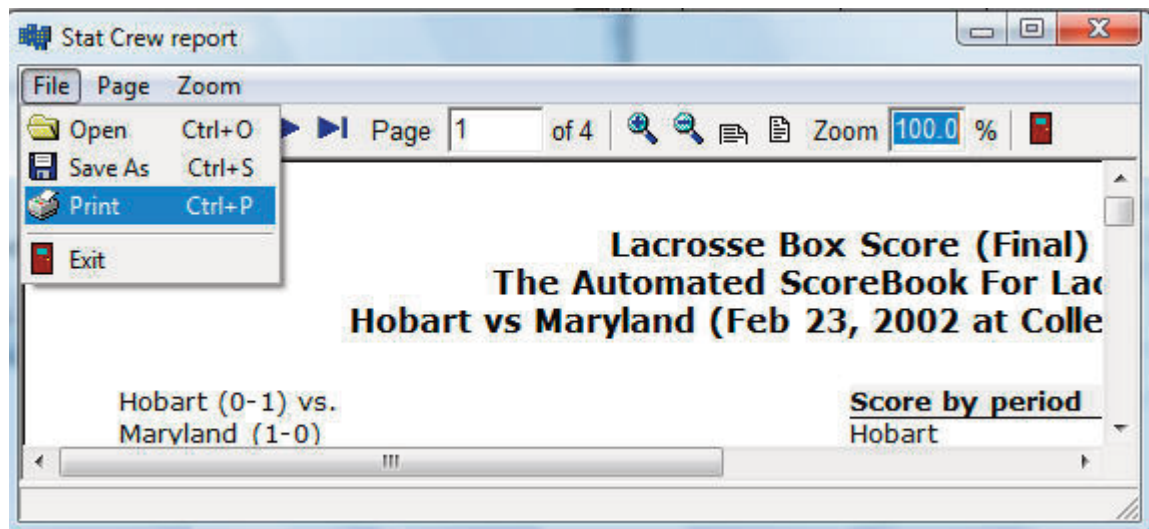 Stat Crew report
File Page Zoom
Open Ctrl+O
Save As Ctrl+S
Print Ctrl+P
Exit
Page 1 of 4 Zoom 100.0 %
Lacrosse Box Score (Final)
The Automated ScoreBook For Lac
Hobart vs Maryland (Feb 23, 2002 at Colle
Hobart (0-1) vs.
Maryland (1-0)
Score by period
Hobart